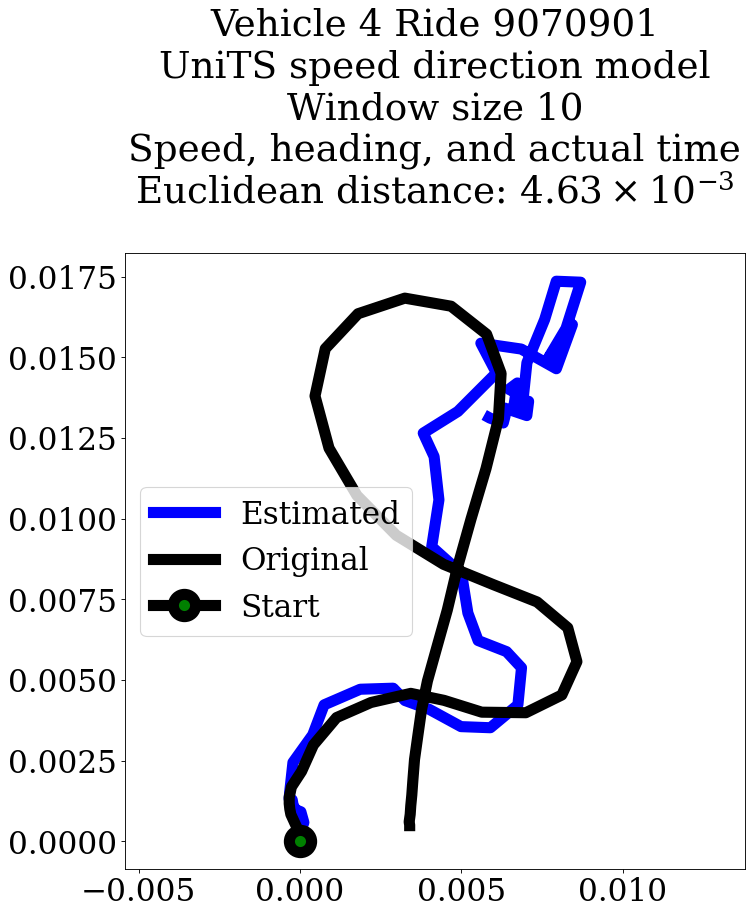 Vehicle 4 Ride 9070901
UniTS speed direction model
Window size 10
Speed, heading, and actual time
Euclidean distance: 4.63 × 10⁻³
0.0175
0.0150
0.0125
0.0100
0.0075
0.0050
0.0025
0.0000
Estimated
Original
Start
−0.005 0.000 0.005 0.010